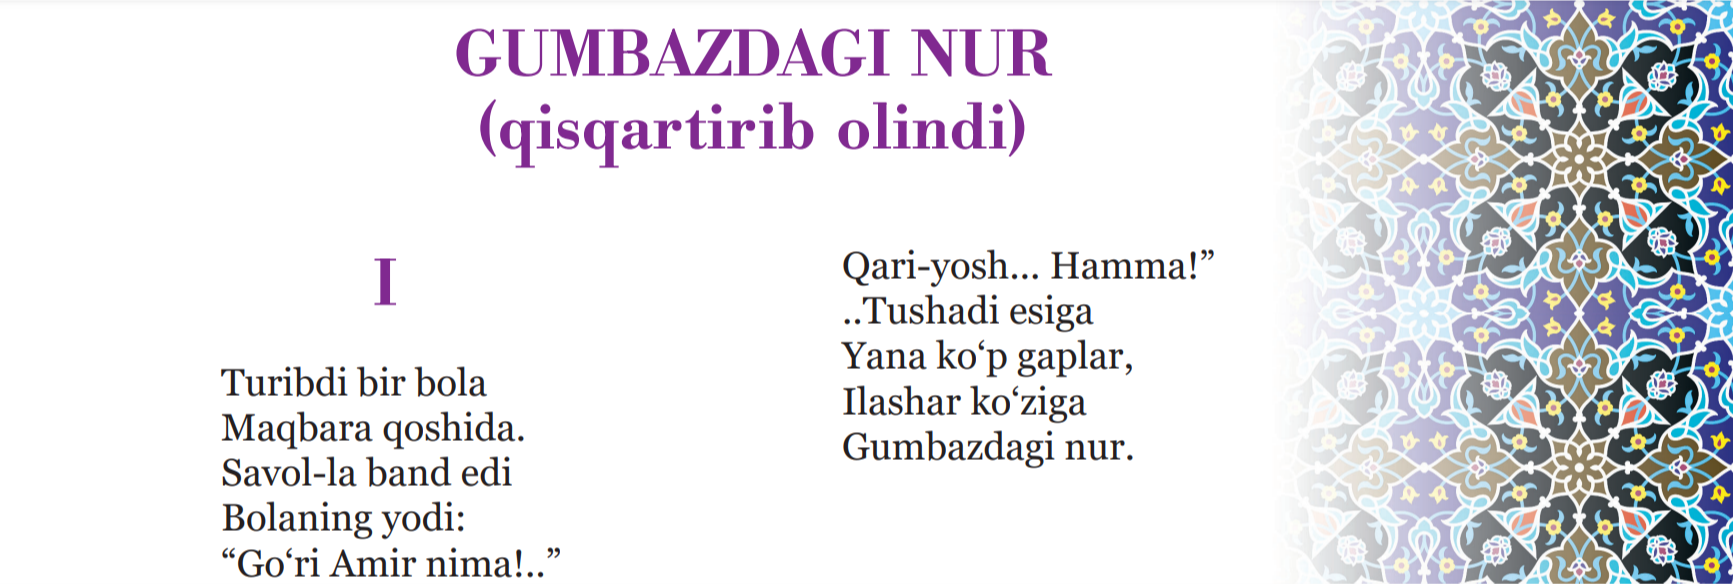 GUMBAZDAGI NUR
(qisqartirib olindi)
I
Turibdi bir bola
Maqbara qoshida.
Savol-la band edi
Bolaning yodi:
“Go‘ri Amir nima!..”
Qari-yosh... Hamma!”
..Tushadi esiga
Yana ko‘p gaplar,
Ilashar ko‘ziga
Gumbazdagi nur.